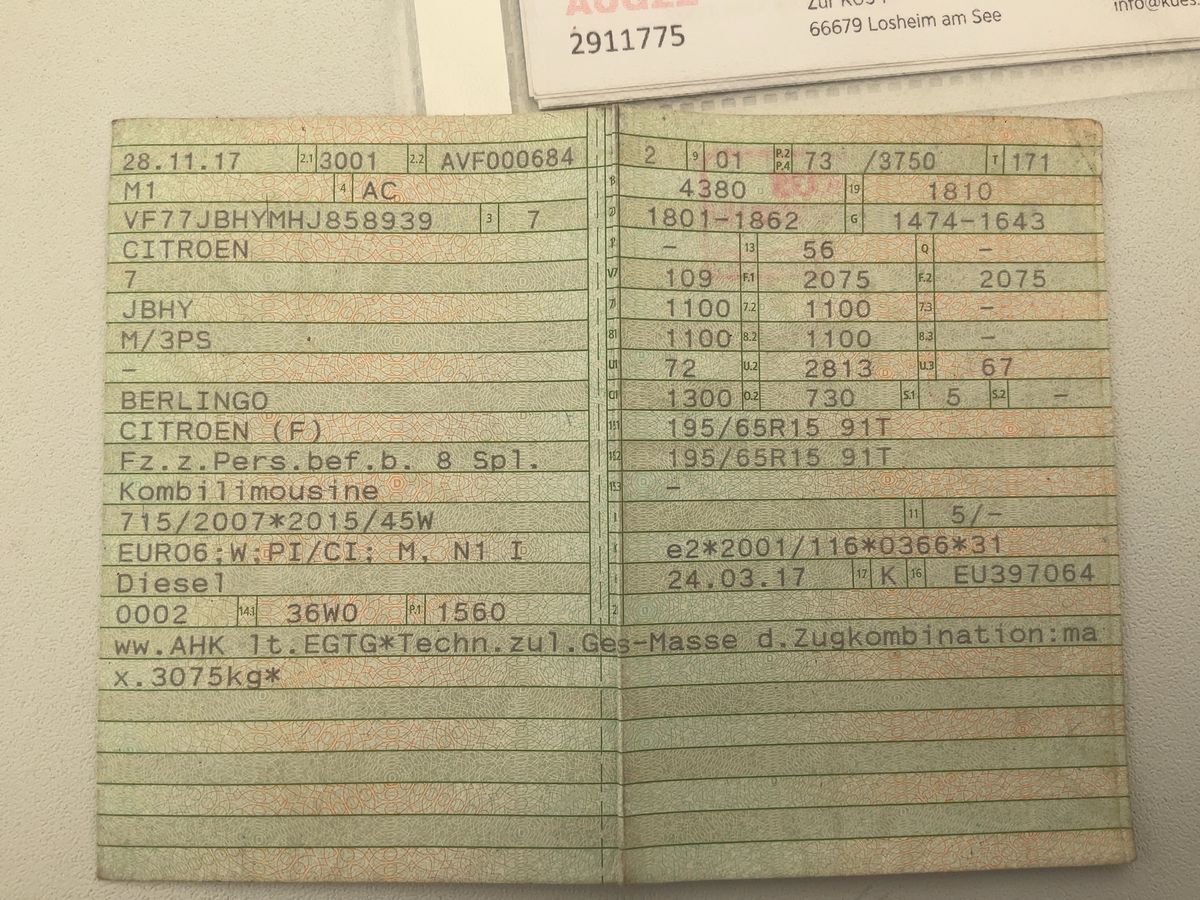 2911775
66679 Losheim am See
28.11.17 2.1 3001 2.2 AVF000684
M1 4 AC
VF77JBHYMHJ858939 3 7
CITROEN
7
JBHY
M/3PS
–
BERLINGO
CITROEN (F)
Fz.z.Pers.bef.b. 8 Spl.
Kombilimousine
715/2007*2015/45W
EURO6;W;PI/CI; M, N1 I
Diesel
0002 14.1 36W0 P.1 1560
2 9 01 P.2 P.4 73 /3750 T 171
4380 19 1810
1801-1862 G 1474-1643
– 13 56 Q –
V7 109 F.1 2075 F.2 2075
1100 7.2 1100 7.3 –
1100 8.2 1100 8.3 –
U1 72 U.2 2813 U.3 67
1300 O.2 730 S.1 5 S.2 –
195/65R15 91T
195/65R15 91T
–
11 5/–
e2*2001/116*0366*31
24.03.17 17 K 16 EU397064
ww.AHK lt.EGTG*Techn.zul.Ges-Masse d.Zugkombination:ma
x.3075kg*